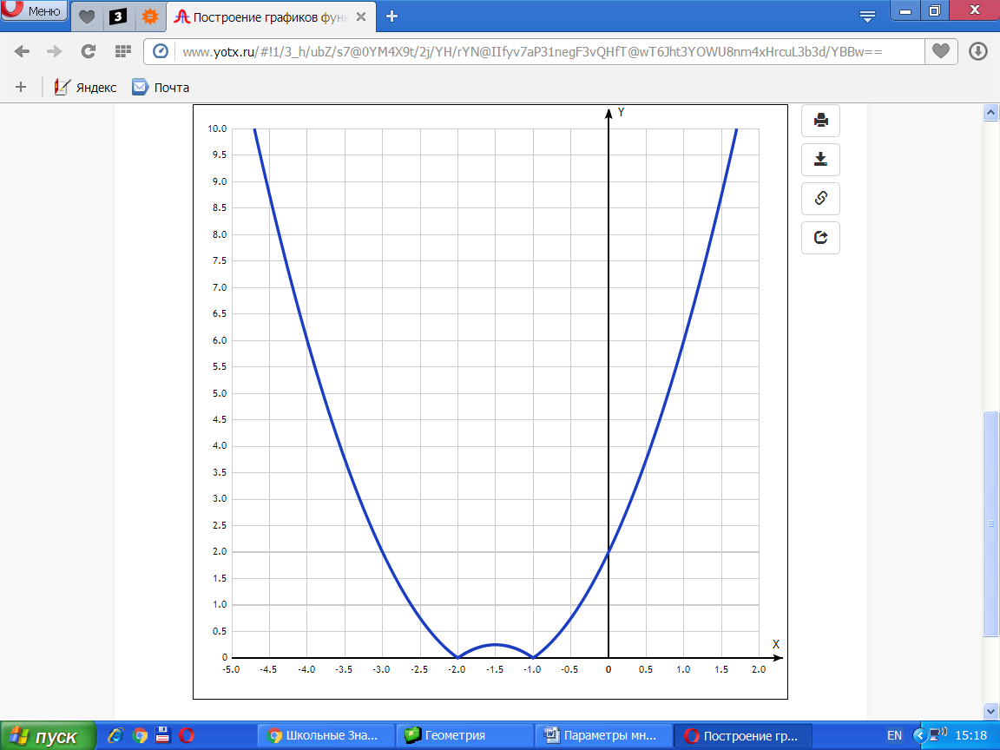 Меню
3
Построение графиков фун
www.yotx.ru/#!1/3_h/ubZ/s7@0YM4X9t/2j/YH/rYN@IIfyv7aP31negF3vQHfT@wT6Jht3YOWU8nm4xHrcuL3b3d/YBBw==
Яндекс
Почта
Y
10.0
9.5
9.0
8.5
8.0
7.5
7.0
6.5
6.0
5.5
5.0
4.5
4.0
3.5
3.0
2.5
2.0
1.5
1.0
0.5
0
X
-5.0 -4.5 -4.0 -3.5 -3.0 -2.5 -2.0 -1.5 -1.0 -0.5 0 0.5 1.0 1.5 2.0
пуск
Школьные Зна...
Геометрия
Параметры мн...
Построение гр...
EN
15:18